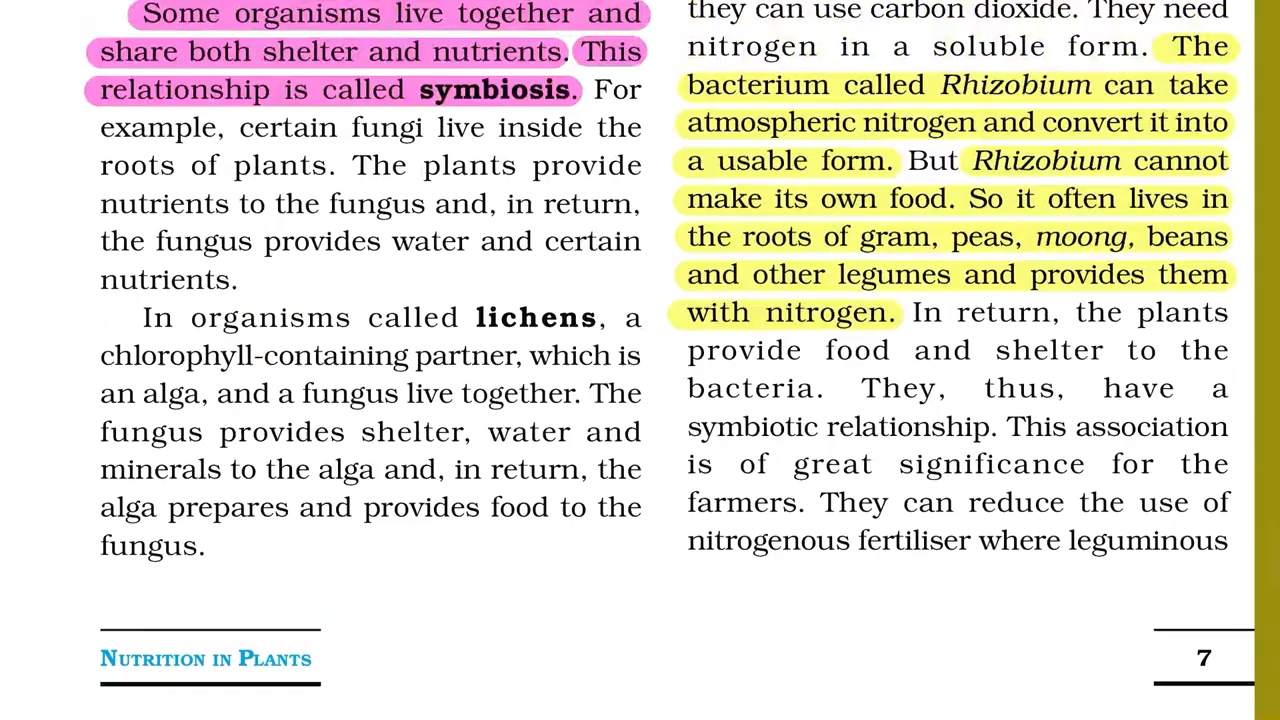 Some organisms live together and
share both shelter and nutrients. This
relationship is called symbiosis. For
example, certain fungi live inside the
roots of plants. The plants provide
nutrients to the fungus and, in return,
the fungus provides water and certain
nutrients.
In organisms called lichens, a
chlorophyll-containing partner, which is
an alga, and a fungus live together. The
fungus provides shelter, water and
minerals to the alga and, in return, the
alga prepares and provides food to the
fungus.
they can use carbon dioxide. They need
nitrogen in a soluble form. The
bacterium called Rhizobium can take
atmospheric nitrogen and convert it into
a usable form. But Rhizobium cannot
make its own food. So it often lives in
the roots of gram, peas, moong, beans
and other legumes and provides them
with nitrogen. In return, the plants
provide food and shelter to the
bacteria. They, thus, have a
symbiotic relationship. This association
is of great significance for the
farmers. They can reduce the use of
nitrogenous fertiliser where leguminous
NUTRITION IN PLANTS
7